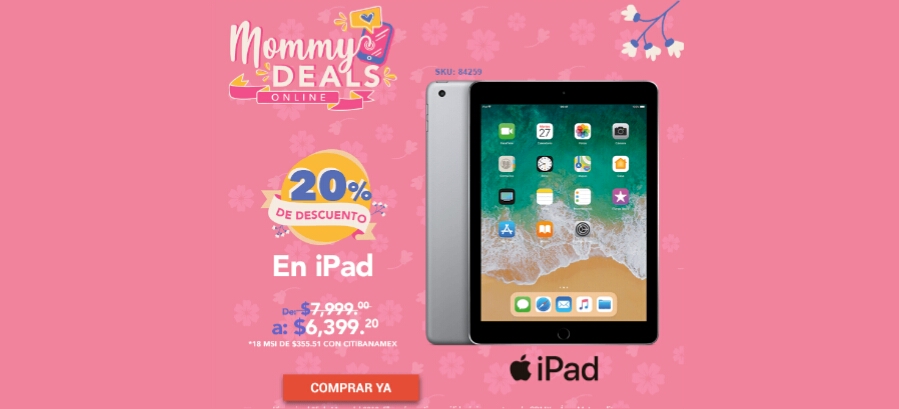 Mommy
DEALS
ONLINE
SKU: 84259
20%
DE DESCUENTO
En iPad
De: $7,999.00
a: $6,399.20
*18 MSI DE $355.51 CON CITIBANAMEX
COMPRAR YA
iPad